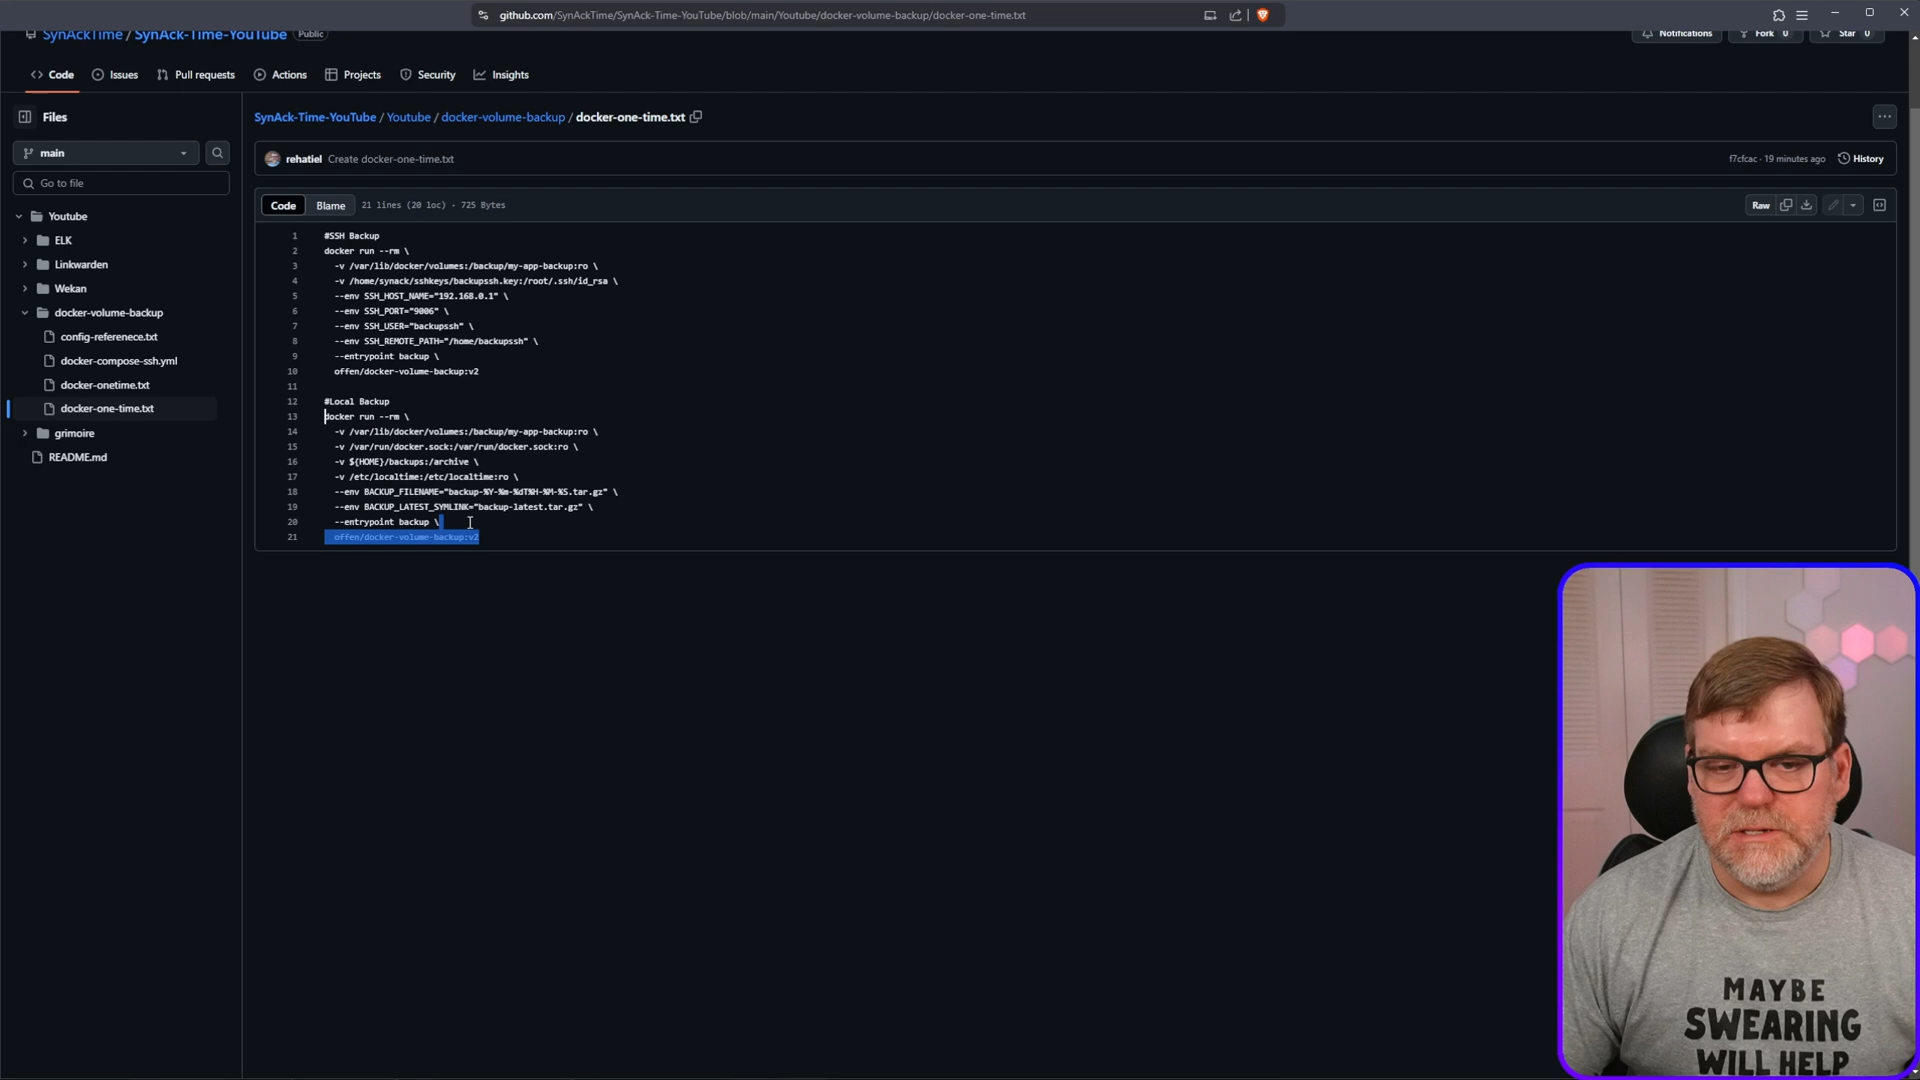 github.com/SynAckTime/SynAck-Time-YouTube/blob/main/Youtube/docker-volume-backup/docker-one-time.txt
SynAckTime / SynAck-Time-YouTube Public
Notifications Fork 0 Star 0
Code Issues Pull requests Actions Projects Security Insights
Files
main
Go to file
Youtube
ELK
Linkwarden
Wekan
docker-volume-backup
config-referenece.txt
docker-compose-ssh.yml
docker-onetime.txt
docker-one-time.txt
grimoire
README.md
SynAck-Time-YouTube / Youtube / docker-volume-backup / docker-one-time.txt
rehatiel Create docker-one-time.txt
f7cfcac · 19 minutes ago History
Code Blame 21 lines (20 loc) · 725 Bytes
Raw
1 #SSH Backup
2 docker run --rm \
3 -v /var/lib/docker/volumes:/backup/my-app-backup:ro \
4 -v /home/synack/sshkeys/backupssh.key:/root/.ssh/id_rsa \
5 --env SSH_HOST_NAME="192.168.0.1" \
6 --env SSH_PORT="9006" \
7 --env SSH_USER="backupssh" \
8 --env SSH_REMOTE_PATH="/home/backupssh" \
9 --entrypoint backup \
10 offen/docker-volume-backup:v2
11
12 #Local Backup
13 docker run --rm \
14 -v /var/lib/docker/volumes:/backup/my-app-backup:ro \
15 -v /var/run/docker.sock:/var/run/docker.sock:ro \
16 -v ${HOME}/backups:/archive \
17 -v /etc/localtime:/etc/localtime:ro \
18 --env BACKUP_FILENAME="backup-%Y-%m-%dT%H-%M-%S.tar.gz" \
19 --env BACKUP_LATEST_SYMLINK="backup-latest.tar.gz" \
20 --entrypoint backup \
21 offen/docker-volume-backup:v2
MAYBE
SWEARING
WILL HELP